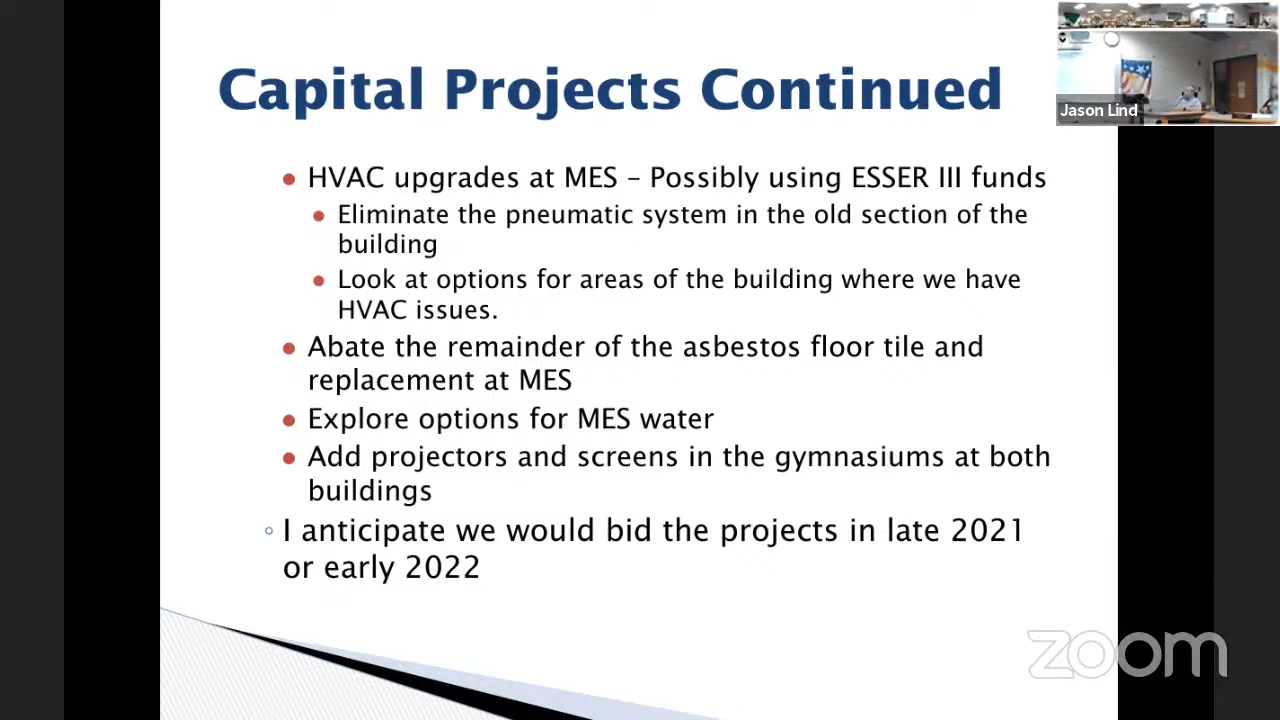 Capital Projects Continued
Jason Lind
HVAC upgrades at MES – Possibly using ESSER III funds
Eliminate the pneumatic system in the old section of the
building
Look at options for areas of the building where we have
HVAC issues.
Abate the remainder of the asbestos floor tile and
replacement at MES
Explore options for MES water
Add projectors and screens in the gymnasiums at both
buildings
I anticipate we would bid the projects in late 2021
or early 2022
zoom